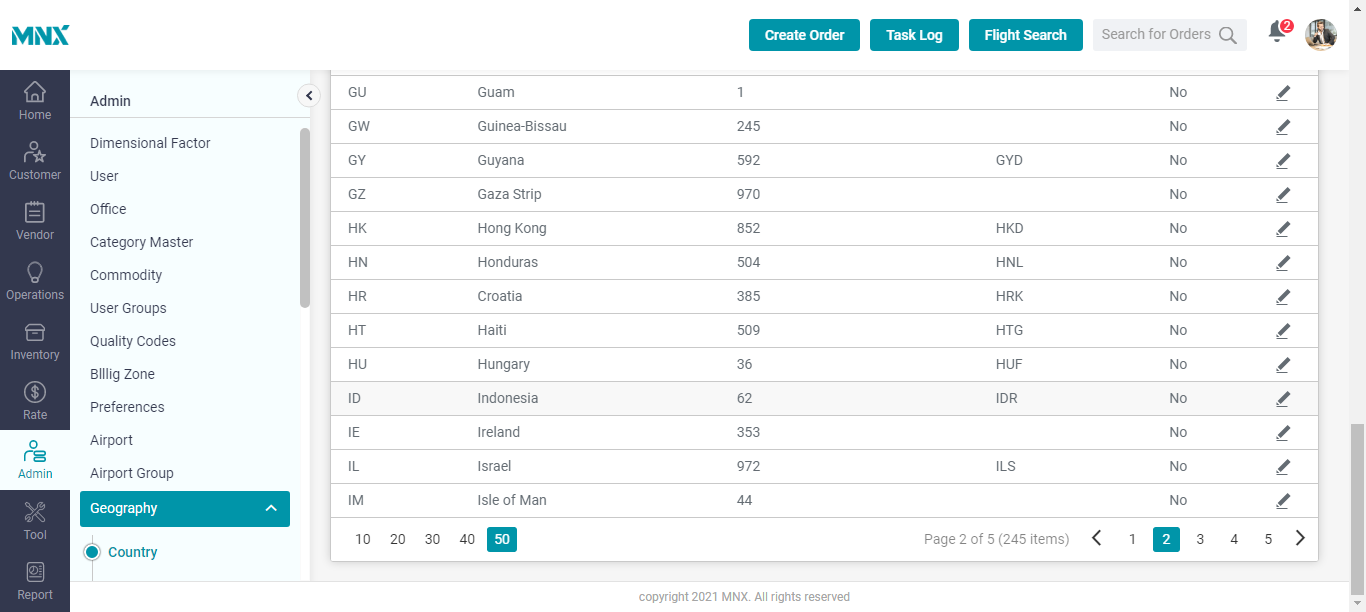 MNX
Create Order
Task Log
Flight Search
Search for Orders
2
Home
Customer
Vendor
Operations
Inventory
Rate
Admin
Tool
Report
Admin
Dimensional Factor
User
Office
Category Master
Commodity
User Groups
Quality Codes
Blllig Zone
Preferences
Airport
Airport Group
Geography
Country
GU Guam 1 No
GW Guinea-Bissau 245 No
GY Guyana 592 GYD No
GZ Gaza Strip 970 No
HK Hong Kong 852 HKD No
HN Honduras 504 HNL No
HR Croatia 385 HRK No
HT Haiti 509 HTG No
HU Hungary 36 HUF No
ID Indonesia 62 IDR No
IE Ireland 353 No
IL Israel 972 ILS No
IM Isle of Man 44 No
10 20 30 40 50 Page 2 of 5 (245 items) 1 2 3 4 5
copyright 2021 MNX. All rights reserved